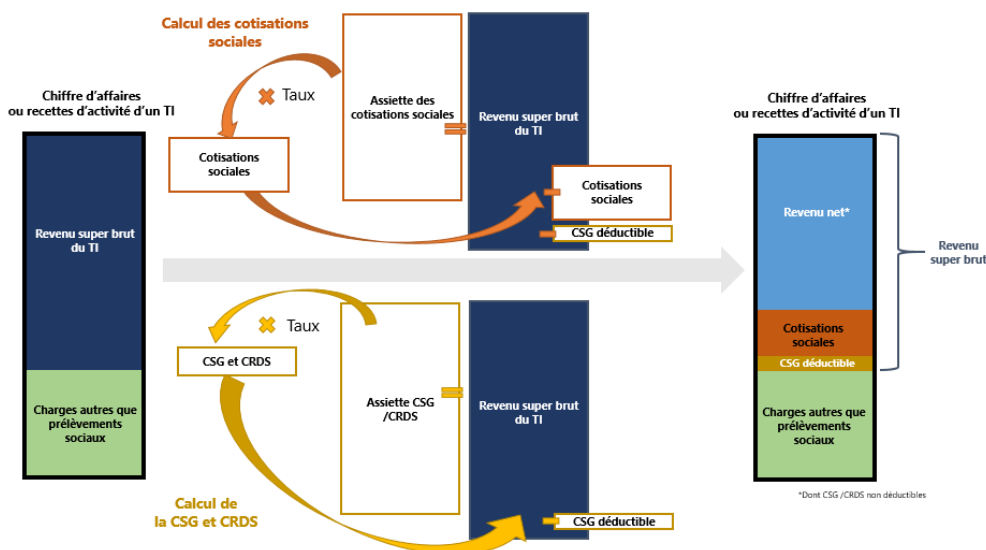 Chiffre d'affaires
ou recettes d'activité d'un TI
Revenu super brut
du TI
Charges autres que
prélèvements
sociaux
Calcul des cotisations
sociales
Taux
Cotisations
sociales
Assiette des
cotisations sociales
Revenu super brut
du TI
Cotisations
sociales
CSG déductible
Taux
CSG et CRDS
Assiette CSG
/CRDS
Revenu super brut
du TI
CSG déductible
Calcul de
la CSG et CRDS
Chiffre d'affaires
ou recettes d'activité d'un TI
Revenu net*
Cotisations
sociales
CSG déductible
Charges autres que
prélèvements
sociaux
Revenu
super brut
*Dont CSG /CRDS non déductibles